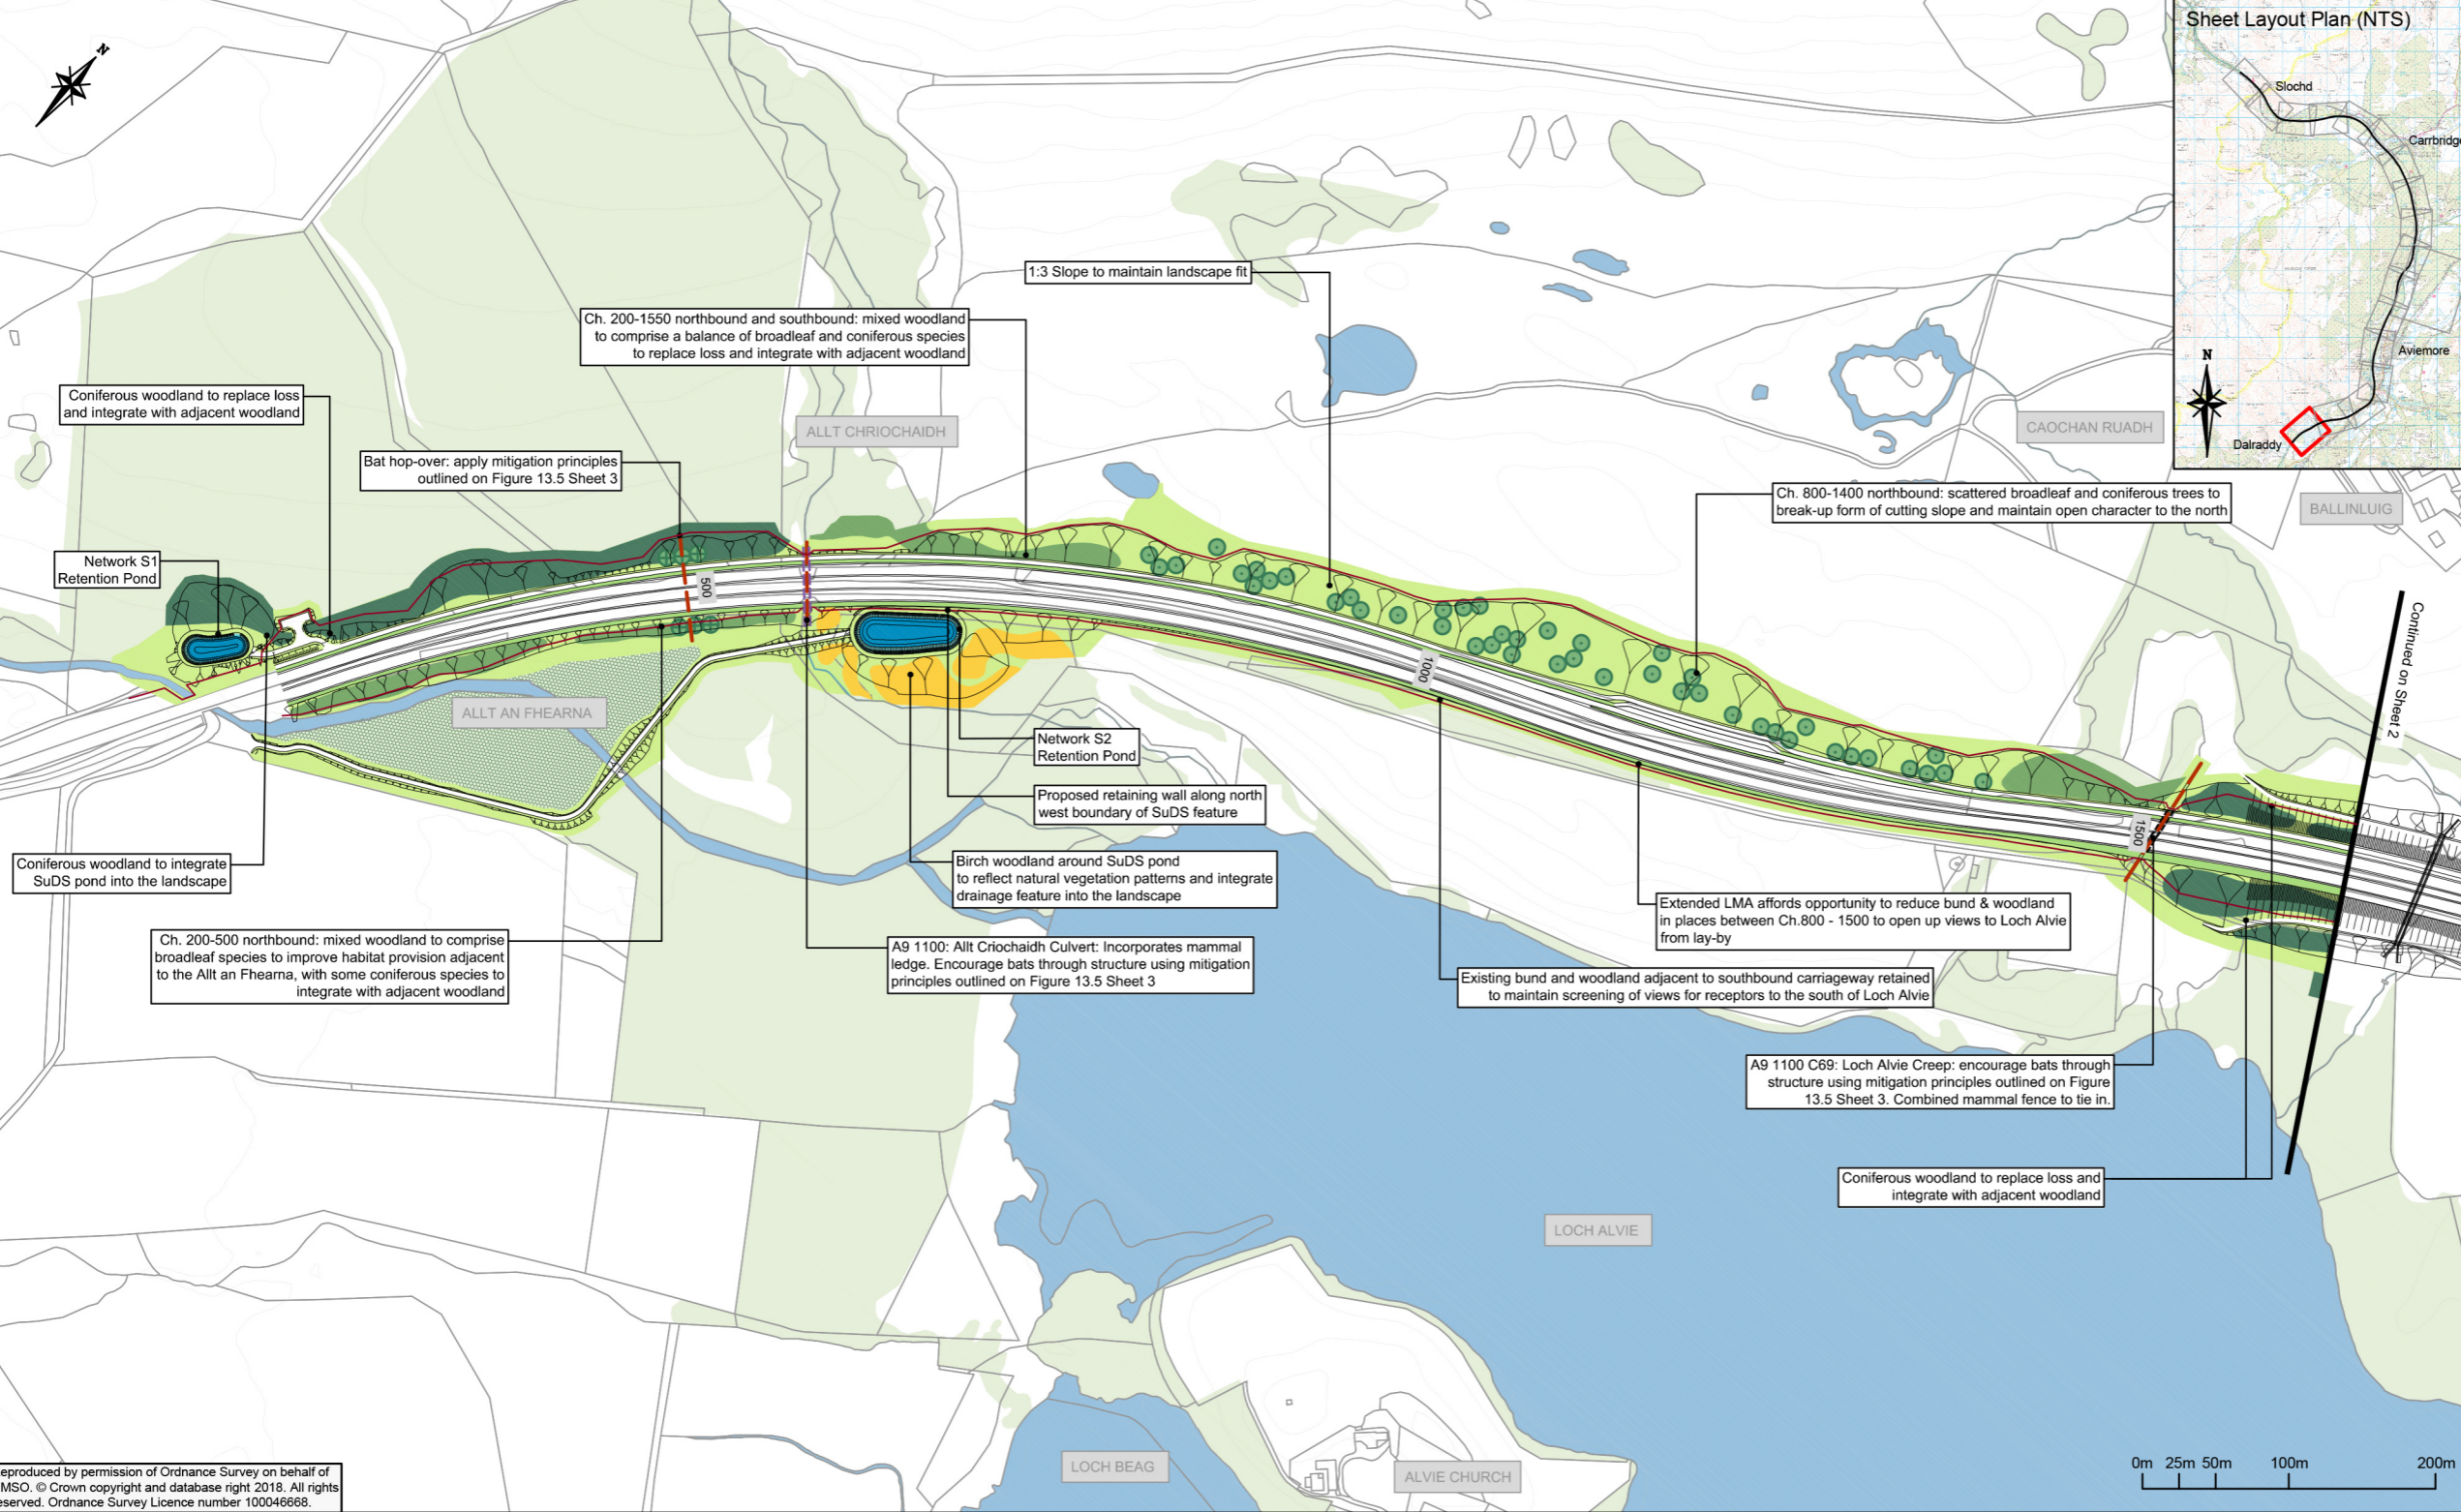 Sheet Layout Plan (NTS)
N
Slochd
Carrbridg
Aviemore
N
Dalraddy
1:3 Slope to maintain landscape fit
Ch. 200-1550 northbound and southbound: mixed woodland
to comprise a balance of broadleaf and coniferous species
to replace loss and integrate with adjacent woodland
Coniferous woodland to replace loss
and integrate with adjacent woodland
ALLT CHRIOCHAIDH
CAOCHAN RUADH
Bat hop-over: apply mitigation principles
outlined on Figure 13.5 Sheet 3
Ch. 800-1400 northbound: scattered broadleaf and coniferous trees to
break-up form of cutting slope and maintain open character to the north
BALLINLUIG
Network S1
Retention Pond
500
1000
1500
Continued on Sheet 2
ALLT AN FHEARNA
Network S2
Retention Pond
Proposed retaining wall along north
west boundary of SuDS feature
Coniferous woodland to integrate
SuDS pond into the landscape
Birch woodland around SuDS pond
to reflect natural vegetation patterns and integrate
drainage feature into the landscape
Extended LMA affords opportunity to reduce bund & woodland
in places between Ch.800 - 1500 to open up views to Loch Alvie
from lay-by
Ch. 200-500 northbound: mixed woodland to comprise
broadleaf species to improve habitat provision adjacent
to the Allt an Fhearna, with some coniferous species to
integrate with adjacent woodland
A9 1100: Allt Criochaidh Culvert: Incorporates mammal
ledge. Encourage bats through structure using mitigation
principles outlined on Figure 13.5 Sheet 3
Existing bund and woodland adjacent to southbound carriageway retained
to maintain screening of views for receptors to the south of Loch Alvie
A9 1100 C69: Loch Alvie Creep: encourage bats through
structure using mitigation principles outlined on Figure
13.5 Sheet 3. Combined mammal fence to tie in.
Coniferous woodland to replace loss and
integrate with adjacent woodland
LOCH ALVIE
LOCH BEAG
ALVIE CHURCH
0m 25m 50m 100m 200m
eproduced by permission of Ordnance Survey on behalf of
MSO. © Crown copyright and database right 2018. All rights
eserved. Ordnance Survey Licence number 100046668.